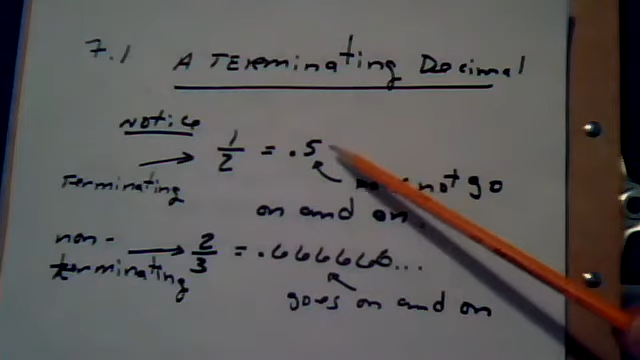 7.1 A Terminating Decimal
Notice
Terminating → 1/2 = .5 not go
on and on.
non-
terminating → 2/3 = .666666...
goes on and on